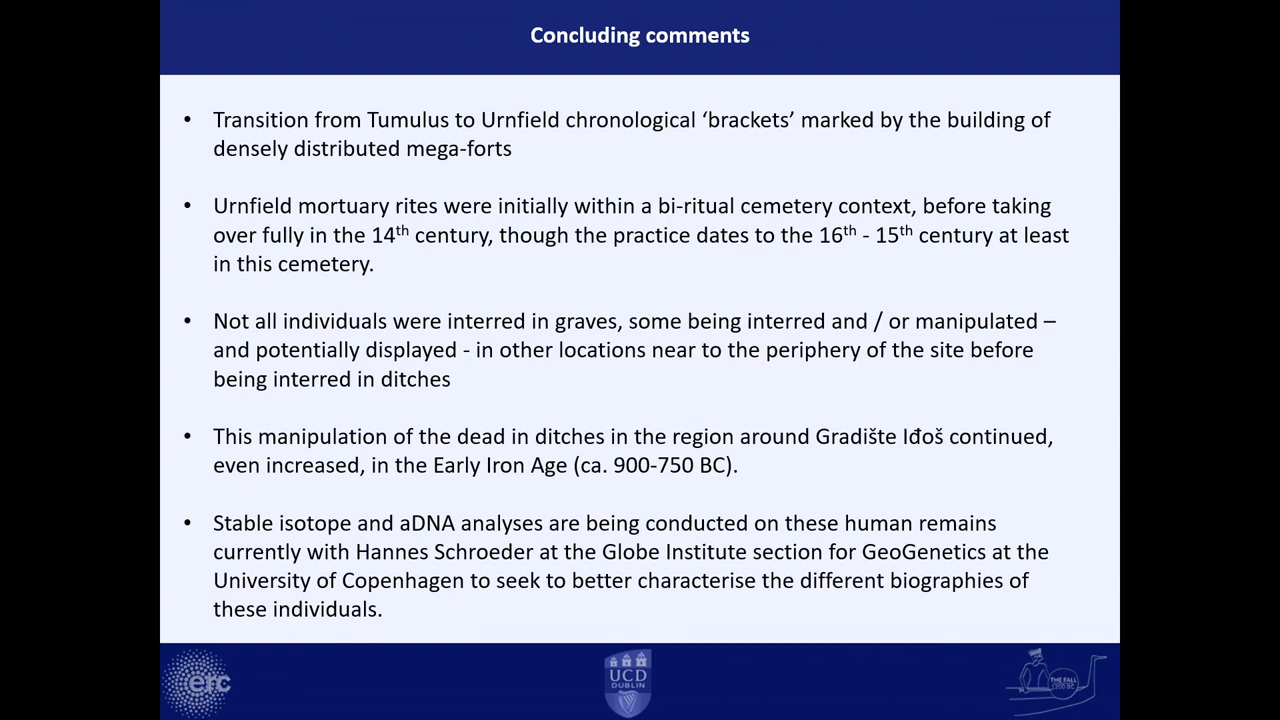 Concluding comments
• Transition from Tumulus to Urnfield chronological ‘brackets’ marked by the building of
densely distributed mega-forts
• Urnfield mortuary rites were initially within a bi-ritual cemetery context, before taking
over fully in the 14th century, though the practice dates to the 16th - 15th century at least
in this cemetery.
• Not all individuals were interred in graves, some being interred and / or manipulated –
and potentially displayed - in other locations near to the periphery of the site before
being interred in ditches
• This manipulation of the dead in ditches in the region around Gradište Iđoš continued,
even increased, in the Early Iron Age (ca. 900-750 BC).
• Stable isotope and aDNA analyses are being conducted on these human remains
currently with Hannes Schroeder at the Globe Institute section for GeoGenetics at the
University of Copenhagen to seek to better characterise the different biographies of
these individuals.
erc
UCD
DUBLIN
THE FALL
1200 BC